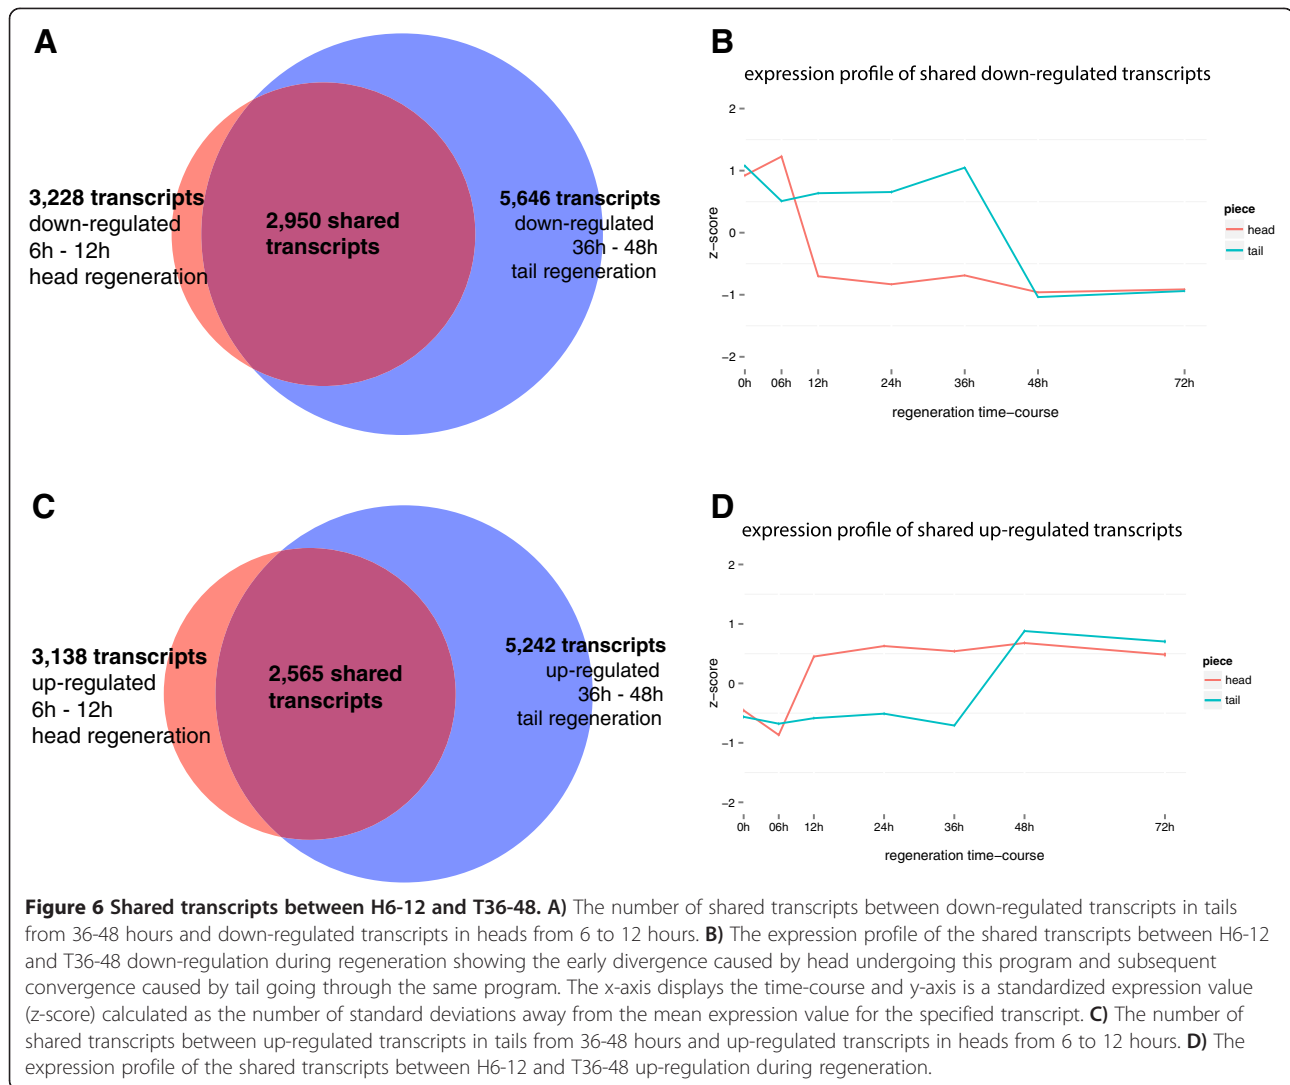 A
3,228 transcripts
down-regulated
6h - 12h
head regeneration
2,950 shared
transcripts
5,646 transcripts
down-regulated
36h - 48h
tail regeneration
B
expression profile of shared down-regulated transcripts
2
1
0
−1
−2
z−score
0h 06h 12h 24h 36h 48h 72h
regeneration time−course
piece
head
tail
C
3,138 transcripts
up-regulated
6h - 12h
head regeneration
2,565 shared
transcripts
5,242 transcripts
up-regulated
36h - 48h
tail regeneration
D
expression profile of shared up-regulated transcripts
2
1
0
−1
−2
z−score
0h 06h 12h 24h 36h 48h 72h
regeneration time−course
piece
head
tail
Figure 6 Shared transcripts between H6-12 and T36-48. A) The number of shared transcripts between down-regulated transcripts in tails
from 36-48 hours and down-regulated transcripts in heads from 6 to 12 hours. B) The expression profile of the shared transcripts between H6-12
and T36-48 down-regulation during regeneration showing the early divergence caused by head undergoing this program and subsequent
convergence caused by tail going through the same program. The x-axis displays the time-course and y-axis is a standardized expression value
(z-score) calculated as the number of standard deviations away from the mean expression value for the specified transcript. C) The number of
shared transcripts between up-regulated transcripts in tails from 36-48 hours and up-regulated transcripts in heads from 6 to 12 hours. D) The
expression profile of the shared transcripts between H6-12 and T36-48 up-regulation during regeneration.